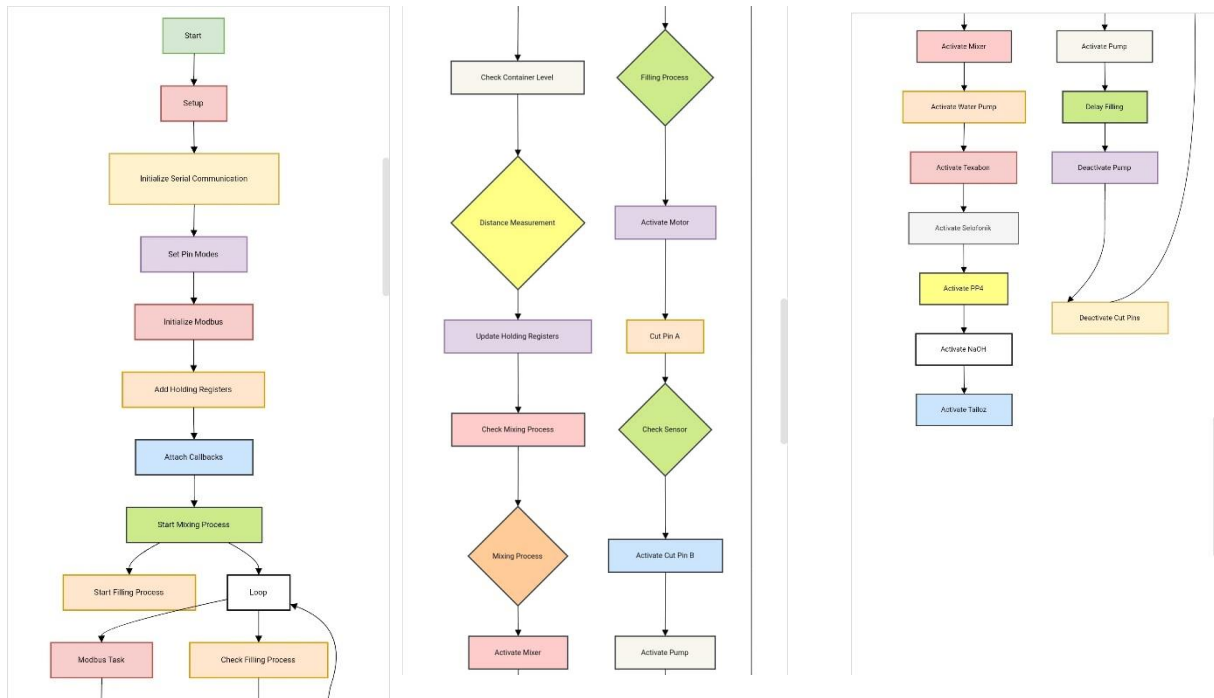 Start
Setup
Initialize Serial Communication
Set Pin Modes
Initialize Modbus
Add Holding Registers
Attach Callbacks
Start Mixing Process
Start Filling Process
Loop
Modbus Task
Check Filling Process
Check Container Level
Distance Measurement
Update Holding Registers
Check Mixing Process
Mixing Process
Activate Mixer
Filling Process
Activate Motor
Cut Pin A
Check Sensor
Activate Cut Pin B
Activate Pump
Activate Mixer
Activate Water Pump
Activate Texabon
Activate Selufonik
Activate PP4
Activate NaOH
Activate Tailoz
Activate Pump
Delay Filling
Deactivate Pump
Deactivate Cut Pins